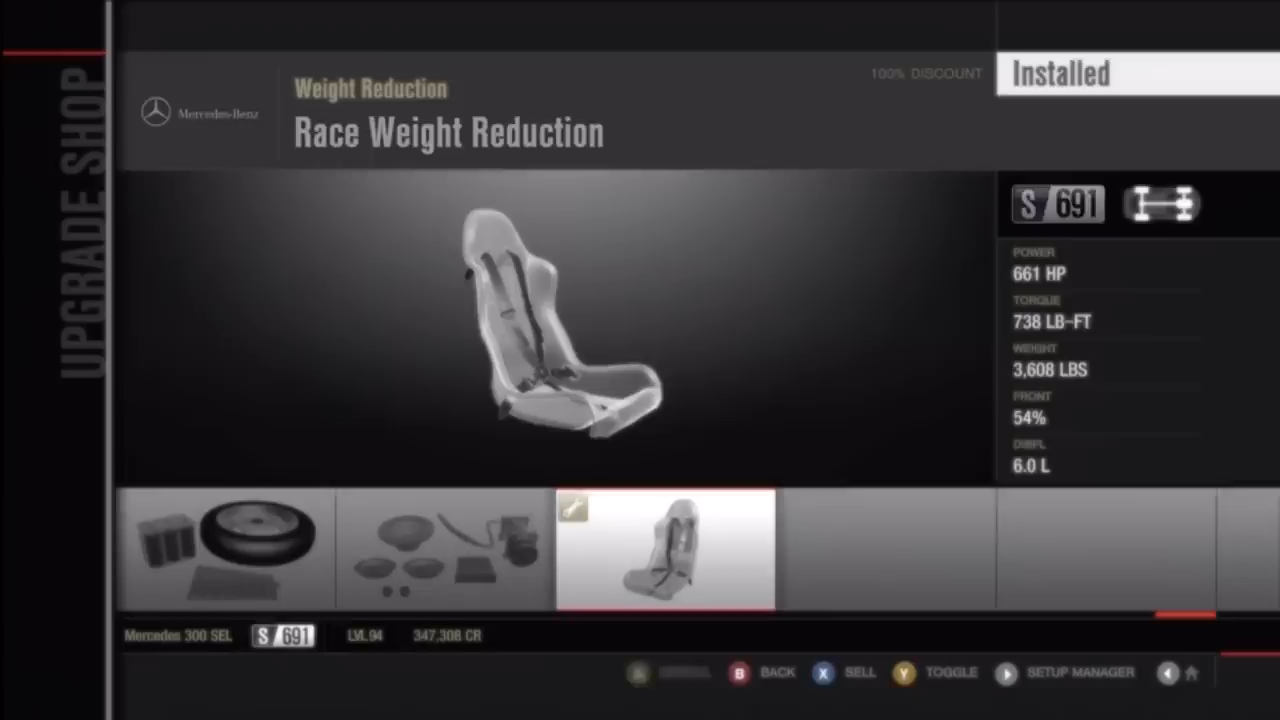 UPGRADE SHOP
Mercedes-Benz
Weight Reduction
Race Weight Reduction
100% DISCOUNT
Installed
S 691
POWER
661 HP
TORQUE
738 LB-FT
WEIGHT
3,608 LBS
FRONT
54%
DISPL
6.0 L
Mercedes 300 SEL S 691 LVL 94 347,308 CR
B BACK X SELL Y TOGGLE SETUP MANAGER